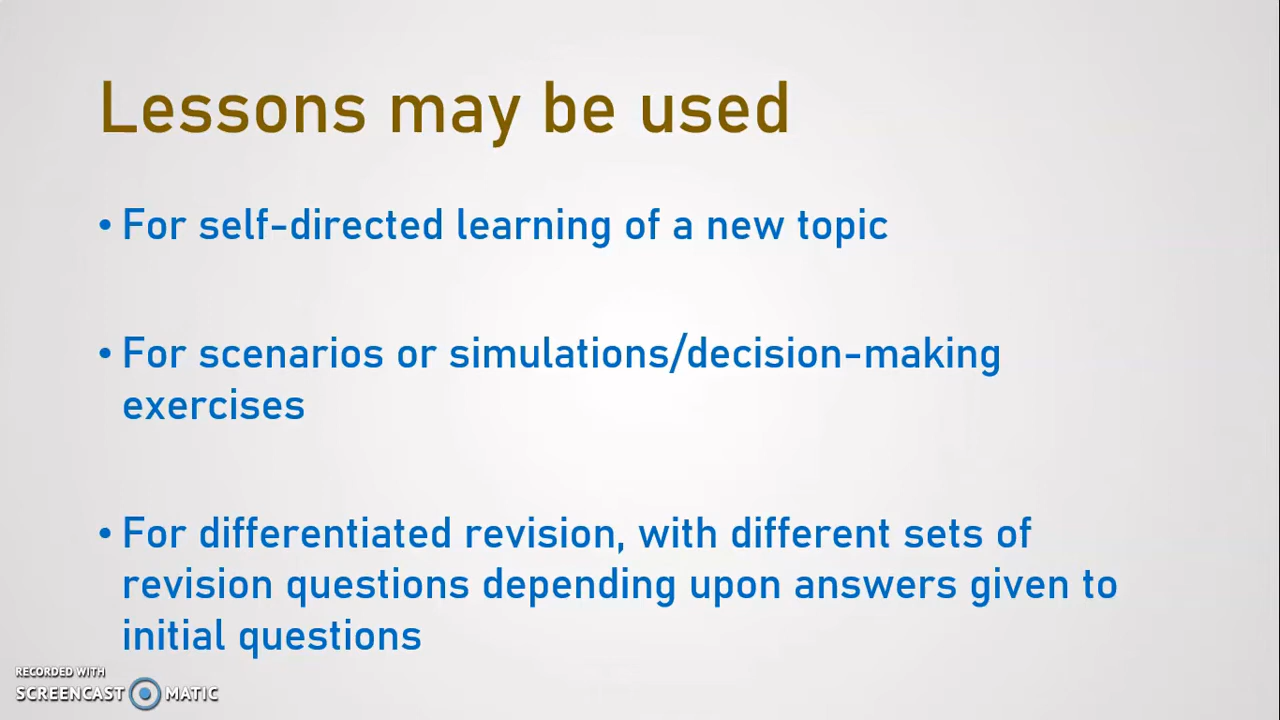 Lessons may be used
• For self-directed learning of a new topic
• For scenarios or simulations/decision-making
exercises
• For differentiated revision, with different sets of
revision questions depending upon answers given to
initial questions
RECORDED WITH
SCREENCAST MATIC